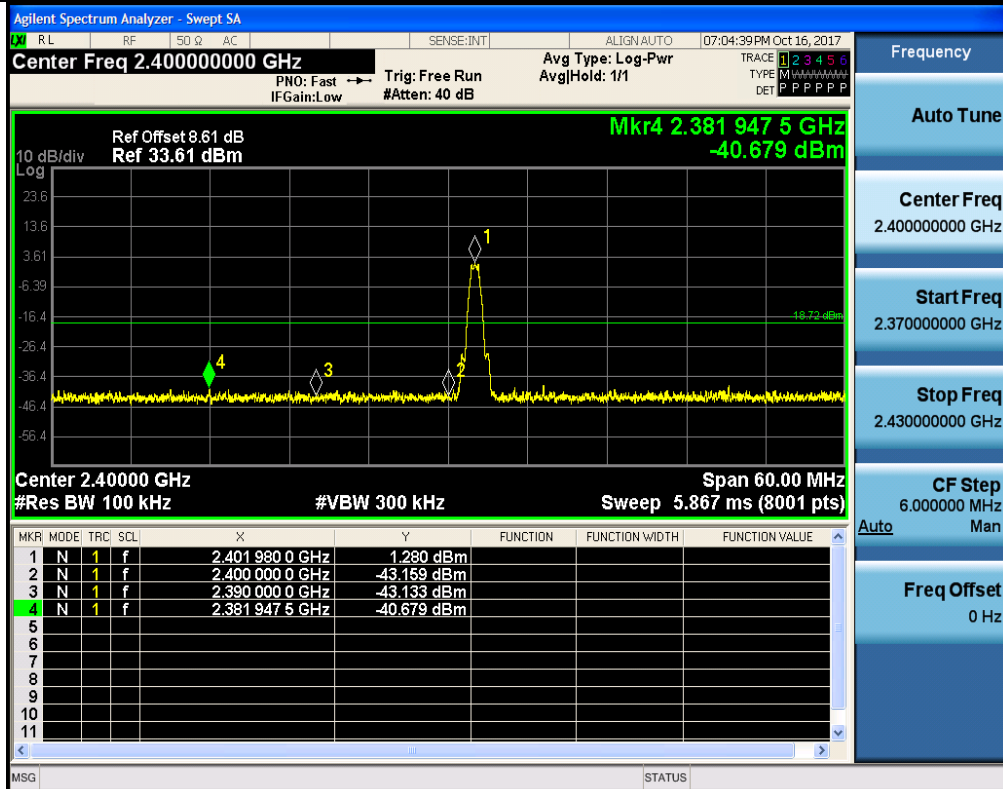 Agilent Spectrum Analyzer - Swept SA
LXI RL RF 50 Ω AC SENSE:INT ALIGN AUTO 07:04:39 PM Oct 16, 2017
Center Freq 2.400000000 GHz
PNO: Fast
IFGain:Low
Trig: Free Run
#Atten: 40 dB
Avg Type: Log-Pwr
Avg|Hold: 1/1
TRACE 1 2 3 4 5 6
TYPE M
DET P P P P P P
Ref Offset 8.61 dB
10 dB/div Ref 33.61 dBm
Log
Mkr4 2.381 947 5 GHz
-40.679 dBm
23.6
13.6
3.61
-6.39
-16.4
-26.4
-36.4
-46.4
-56.4
1
-18.72 dBm
4
3
2
Center 2.40000 GHz Span 60.00 MHz
#Res BW 100 kHz #VBW 300 kHz Sweep 5.867 ms (8001 pts)
MKR MODE TRC SCL X Y FUNCTION FUNCTION WIDTH FUNCTION VALUE
1 N 1 f 2.401 980 0 GHz 1.280 dBm
2 N 1 f 2.400 000 0 GHz -43.159 dBm
3 N 1 f 2.390 000 0 GHz -43.133 dBm
4 N 1 f 2.381 947 5 GHz -40.679 dBm
5
6
7
8
9
10
11
MSG STATUS
Frequency
Auto Tune
Center Freq
2.400000000 GHz
Start Freq
2.370000000 GHz
Stop Freq
2.430000000 GHz
CF Step
6.000000 MHz
Auto Man
Freq Offset
0 Hz